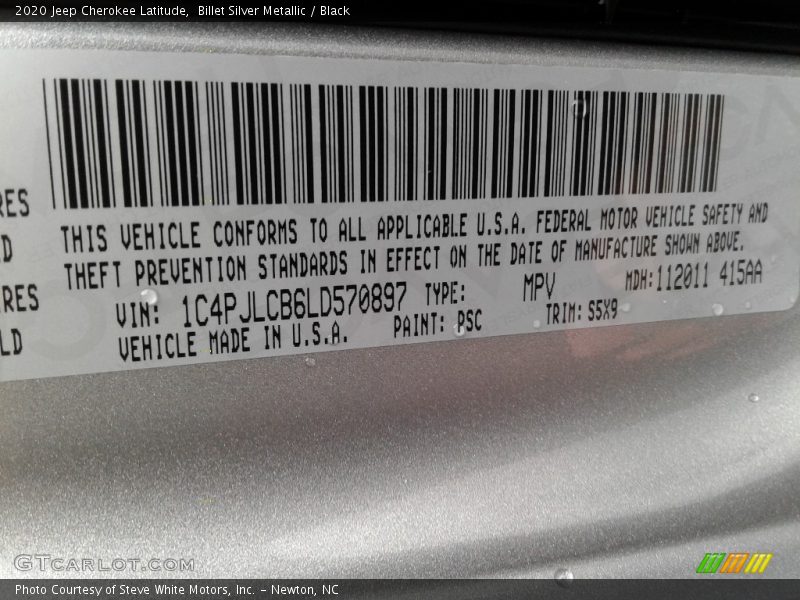 2020 Jeep Cherokee Latitude,  Billet Silver Metallic / Black
RES
D
RES
LD
THIS VEHICLE CONFORMS TO ALL APPLICABLE U.S.A. FEDERAL MOTOR VEHICLE SAFETY AND
THEFT PREVENTION STANDARDS IN EFFECT ON THE DATE OF MANUFACTURE SHOWN ABOVE.
VIN: 1C4PJLCB6LD570897 TYPE: MPV MDH:112011 415AA
VEHICLE MADE IN U.S.A. PAINT: PSC TRIM: S5X9
GTCARLOT.COM
Photo Courtesy of Steve White Motors, Inc. – Newton, NC